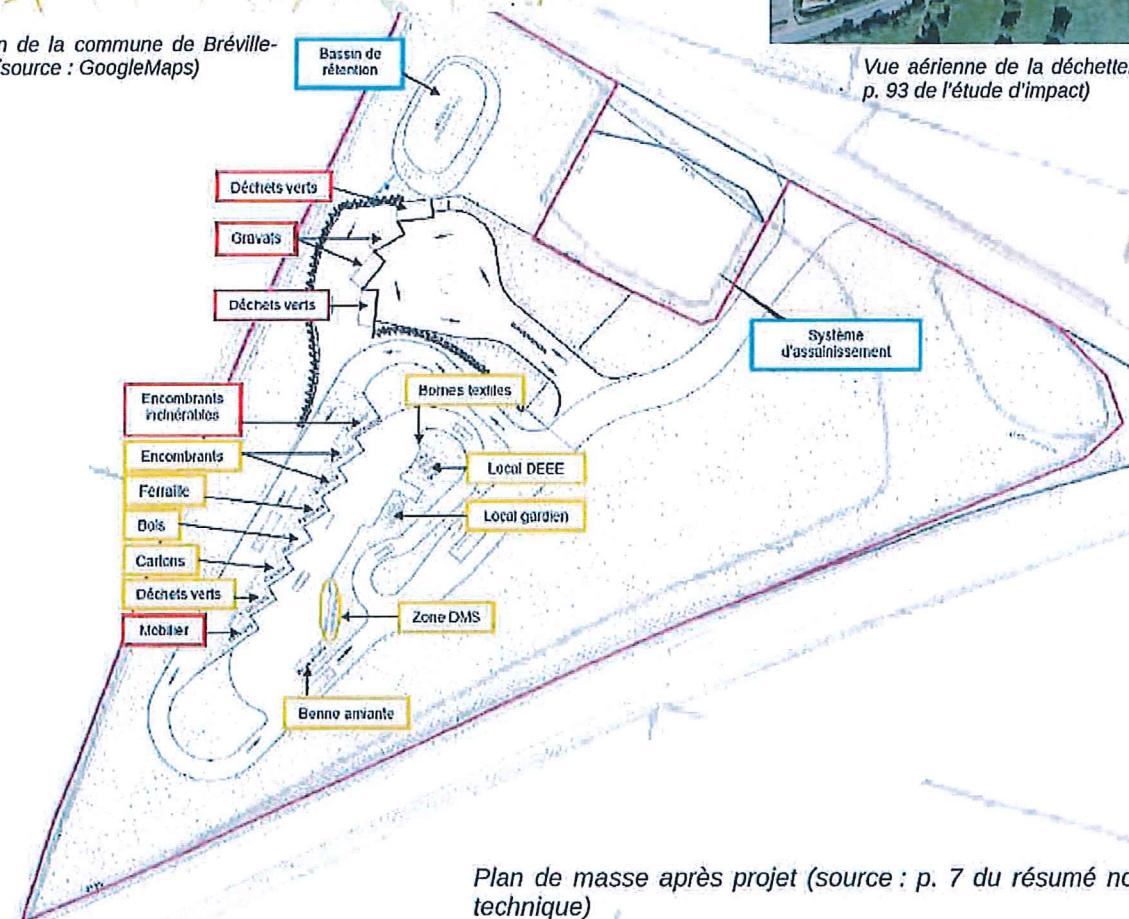 n de la commune de Bréville-
source : GoogleMaps)
Vue aérienne de la déchette
p. 93 de l'étude d'impact)
Bassin de
rétention
Déchets verts
Gravats
Déchets verts
Système
d'assainissement
Encombrants
incinérables
Bornes textiles
Encombrants
Local DEEE
Ferraille
Local gardien
Bois
Cartons
Déchets verts
Zone DMS
Mobilier
Benne amiante
Plan de masse après projet (source : p. 7 du résumé no
technique)